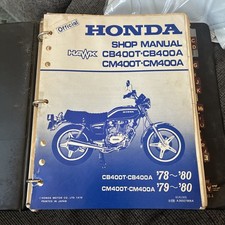 Official
HONDA
SHOP MANUAL
HAWK CB400T·CB400A
CM400T·CM400A
CB400T·CB400A '78~'80
CM400T·CM400A '79~'80